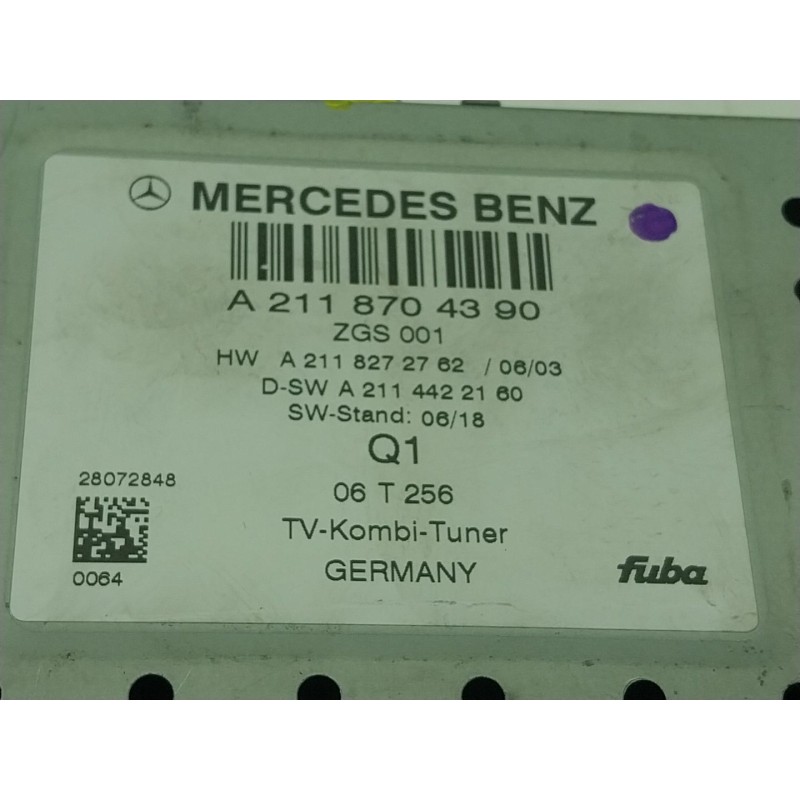 MERCEDES BENZ
A 211 870 43 90
ZGS 001
HW A 211 827 27 62 / 06/03
D-SW A 211 442 21 60
SW-Stand: 06/18
Q1
28072848
06 T 256
TV-Kombi-Tuner
0064
GERMANY
fuba